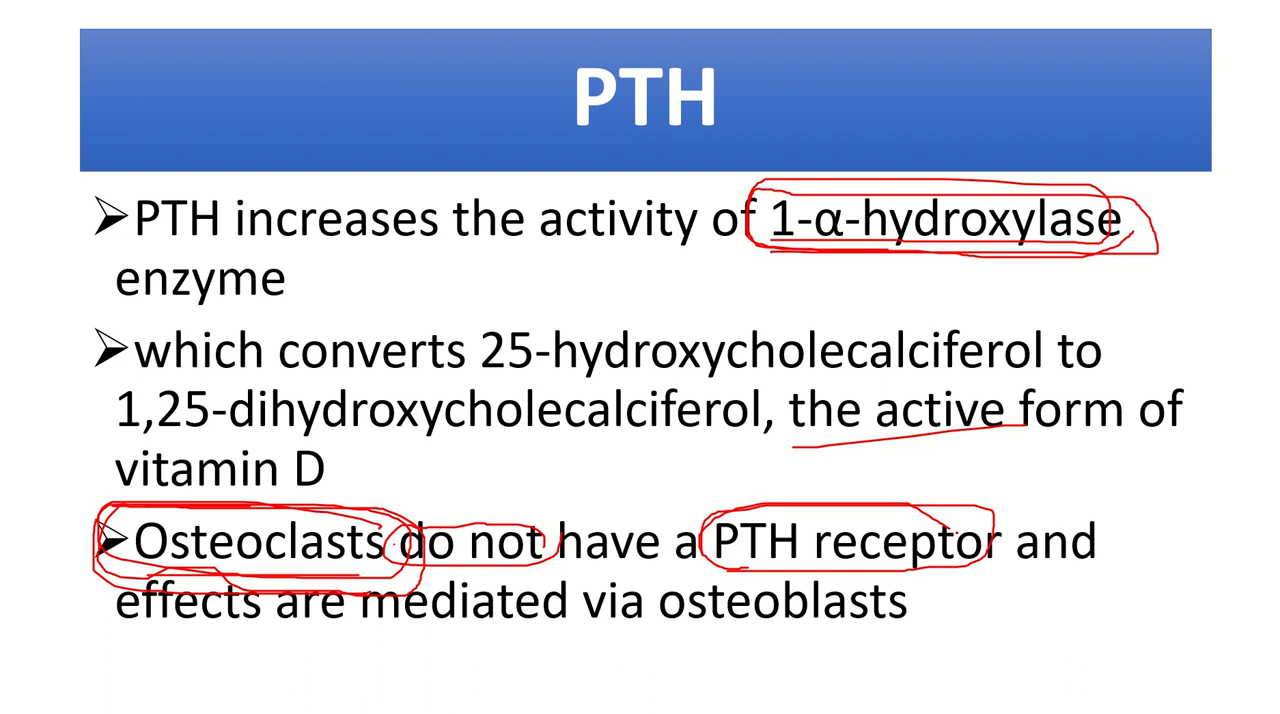 PTH
➢PTH increases the activity of 1-α-hydroxylase
enzyme
➢which converts 25-hydroxycholecalciferol to
1,25-dihydroxycholecalciferol, the active form of
vitamin D
➢Osteoclasts do not have a PTH receptor and
effects are mediated via osteoblasts